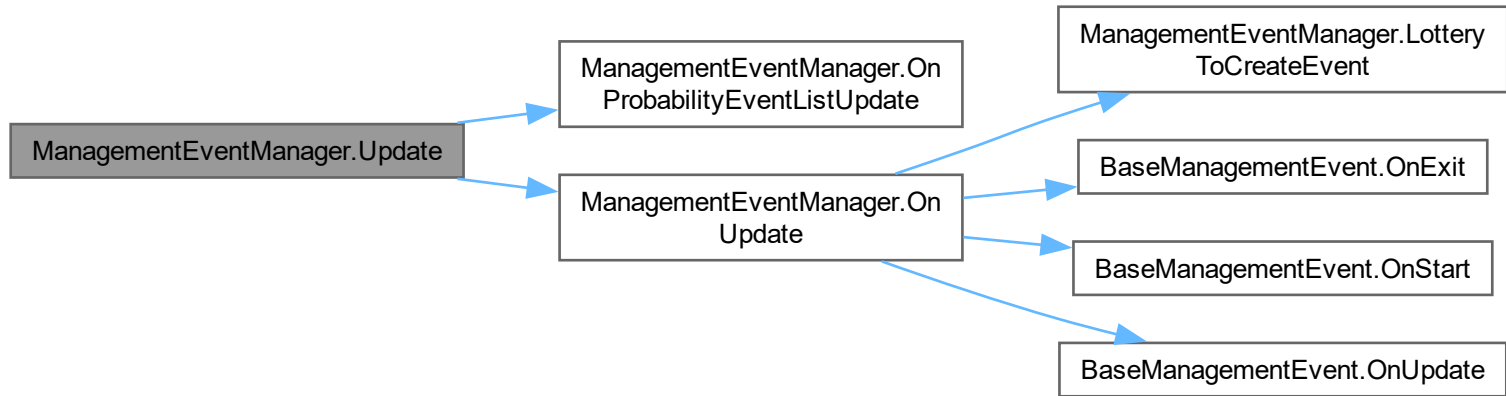 ManagementEventManager.Update
ManagementEventManager.On
ProbabilityEventListUpdate
ManagementEventManager.On
Update
ManagementEventManager.Lottery
ToCreateEvent
BaseManagementEvent.OnExit
BaseManagementEvent.OnStart
BaseManagementEvent.OnUpdate